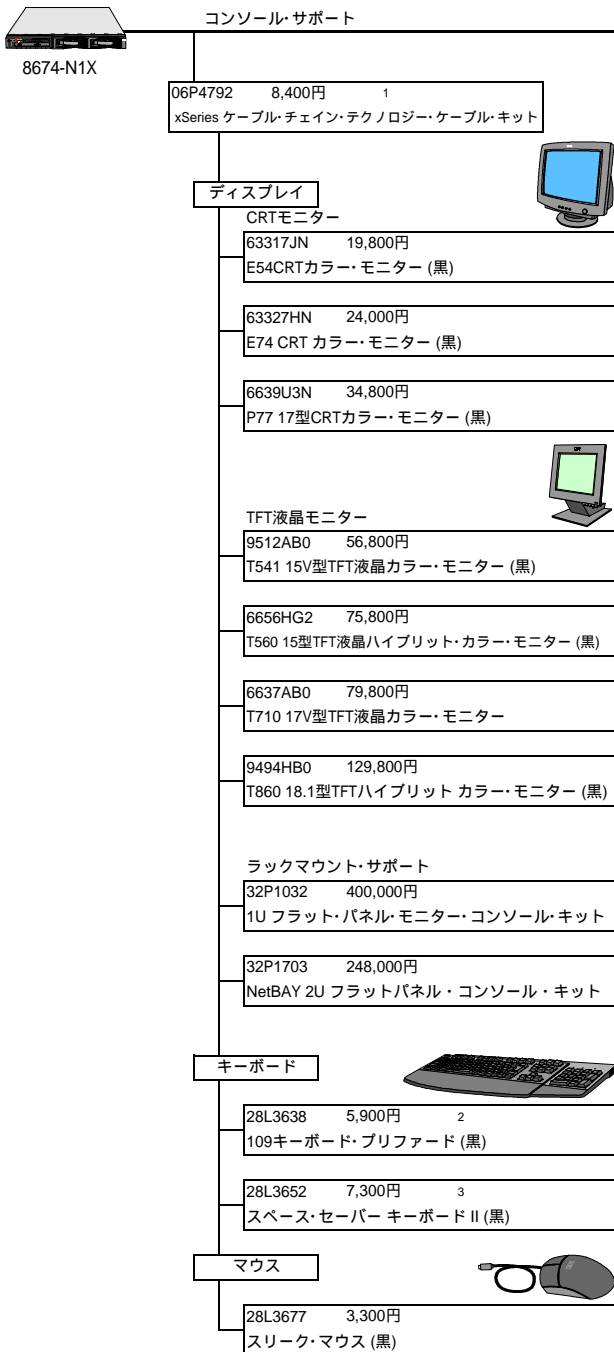 コンソール・サポート
8674-N1X
06P4792 8,400円 1
xSeries ケーブル・チェイン・テクノロジー・ケーブル・キット
ディスプレイ
CRTモニター
63317JN 19,800円
E54CRTカラー・モニター (黒)
63327HN 24,000円
E74 CRT カラー・モニター (黒)
6639U3N 34,800円
P77 17型CRTカラー・モニター (黒)
TFT液晶モニター
9512AB0 56,800円
T541 15V型TFT液晶カラー・モニター (黒)
6656HG2 75,800円
T560 15型TFT液晶ハイブリット・カラー・モニター (黒)
6637AB0 79,800円
T710 17V型TFT液晶カラー・モニター
9494HB0 129,800円
T860 18.1型TFTハイブリット カラー・モニター (黒)
ラックマウント・サポート
32P1032 400,000円
1U フラット・パネル・モニター・コンソール・キット
32P1703 248,000円
NetBAY 2U フラットパネル・コンソール・キット
キーボード
28L3638 5,900円 2
109キーボード・プリファード (黒)
28L3652 7,300円 3
スペース・セーバー キーボード II (黒)
マウス
28L3677 3,300円
スリーク・マウス (黒)